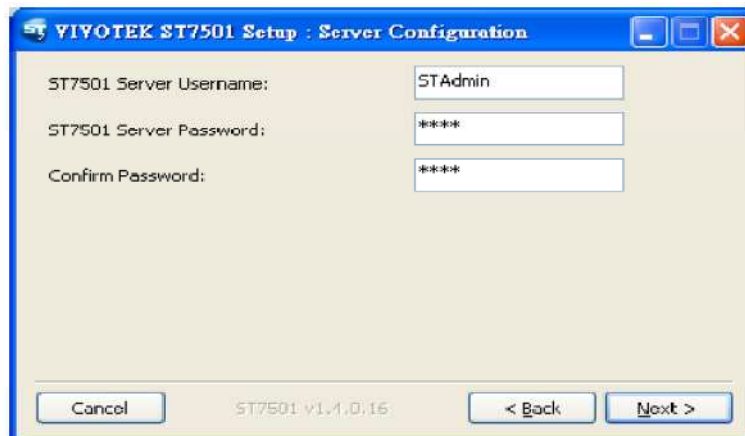 VIVOTEK ST7501 Setup : Server Configuration
ST7501 Server Username: STAdmin
ST7501 Server Password: ****
Confirm Password: ****
Cancel ST7501 v1.4.0.16 < Back Next >